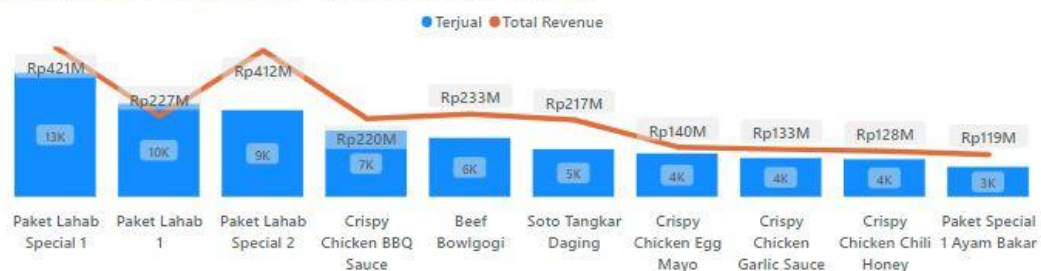 Terjual Total Revenue
Rp421M
Rp227M
Rp412M
Rp220M
Rp233M
Rp217M
Rp140M
Rp133M
Rp128M
Rp119M
13K
10K
9K
7K
6K
5K
4K
4K
4K
3K
Paket Lahab Special 1
Paket Lahab 1
Paket Lahab Special 2
Crispy Chicken BBQ Sauce
Beef Bowlgogi
Soto Tangkar Daging
Crispy Chicken Egg Mayo
Crispy Chicken Garlic Sauce
Crispy Chicken Chili Honey
Paket Special 1 Ayam Bakar